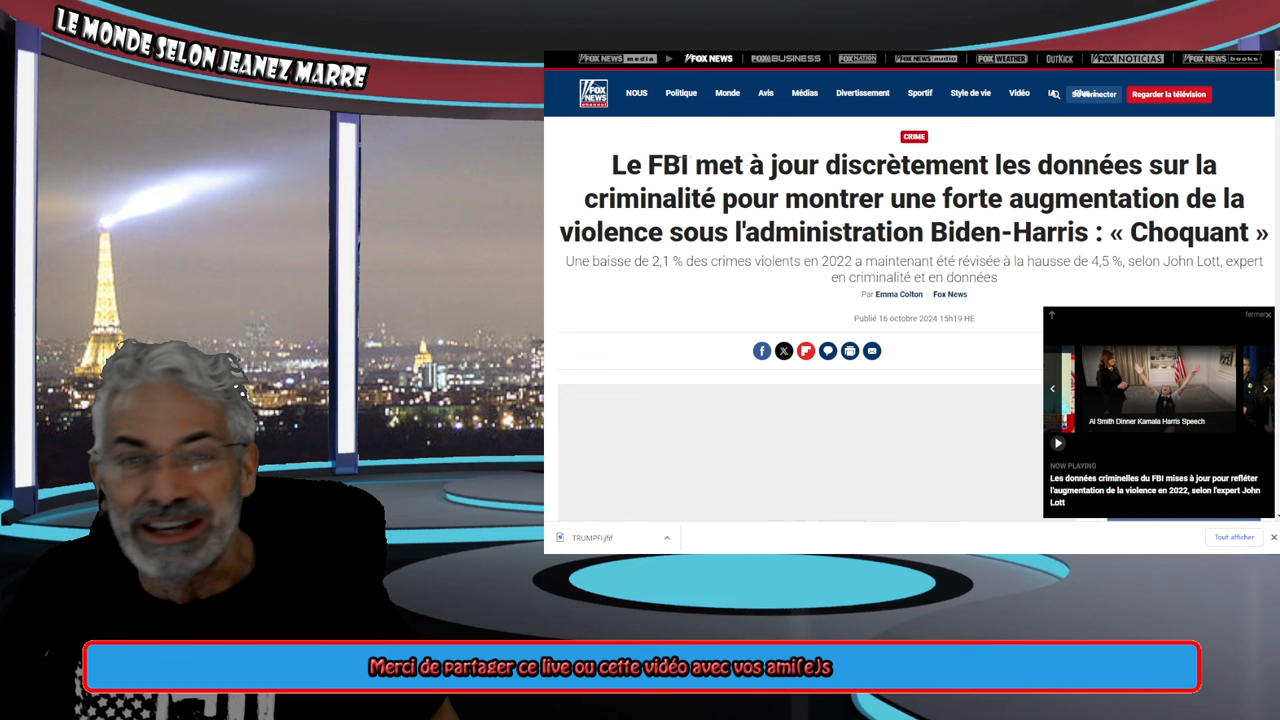 LE MONDE SELON JEANEZ MARRE
FOX NEWS media FOX NEWS FOX BUSINESS FOX NATION FOX NEWS audio FOX WEATHER OUTKICK FOX NOTICIAS FOX NEWS books
FOX NEWS channel
NOUS Politique Monde Avis Médias Divertissement Sportif Style de vie Vidéo Regarder la télévision
CRIME
Le FBI met à jour discrètement les données sur la
criminalité pour montrer une forte augmentation de la
violence sous l'administration Biden-Harris : « Choquant »
Une baisse de 2,1 % des crimes violents en 2022 a maintenant été révisée à la hausse de 4,5 %, selon John Lott, expert
en criminalité et en données
Par Emma Colton · Fox News
Publié 16 octobre 2024 15h19 HE
fermer
Al Smith Dinner Kamala Harris Speech
NOW PLAYING
Les données criminelles du FBI mises à jour pour refléter
l'augmentation de la violence en 2022, selon l'expert John
Lott
TRUMPFI.jfif
Tout afficher
Merci de partager ce live ou cette vidéo avec vos ami(e)s